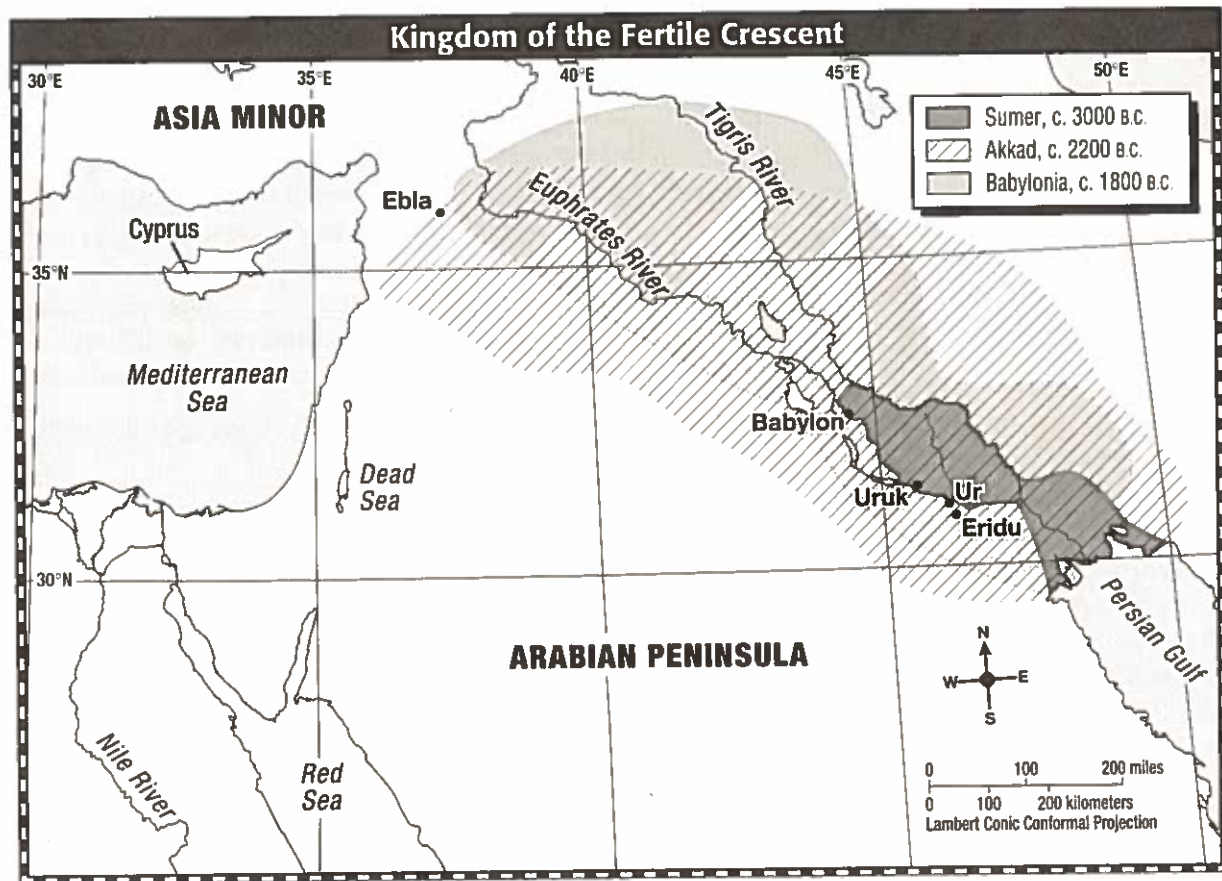 Kingdom of the Fertile Crescent
30°E
35°E
40°E
45°E
50°E
ASIA MINOR
Sumer, c. 3000 B.C.
Akkad, c. 2200 B.C.
Babylonia, c. 1800 B.C.
Tigris River
Ebla
Euphrates River
Cyprus
35°N
Mediterranean
Sea
Babylon
Dead
Sea
Uruk
Ur
Eridu
30°N
Persian Gulf
ARABIAN PENINSULA
N
W
E
S
Nile River
Red
Sea
0 100 200 miles
0 100 200 kilometers
Lambert Conic Conformal Projection